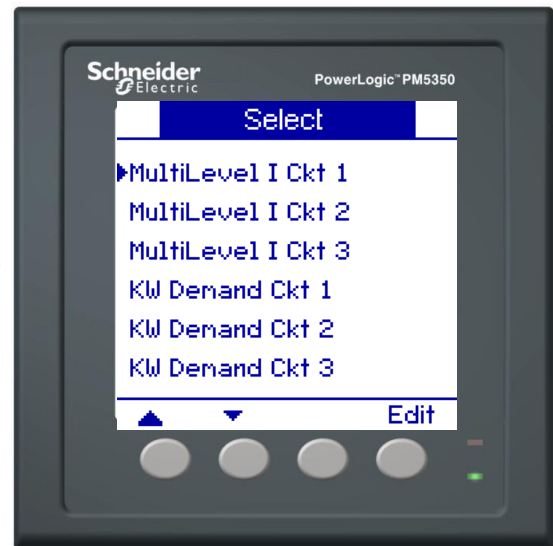 Schneider
Electric
PowerLogic™ PM5350
Select
MultiLevel I Ckt 1
MultiLevel I Ckt 2
MultiLevel I Ckt 3
KW Demand Ckt 1
KW Demand Ckt 2
KW Demand Ckt 3
Edit